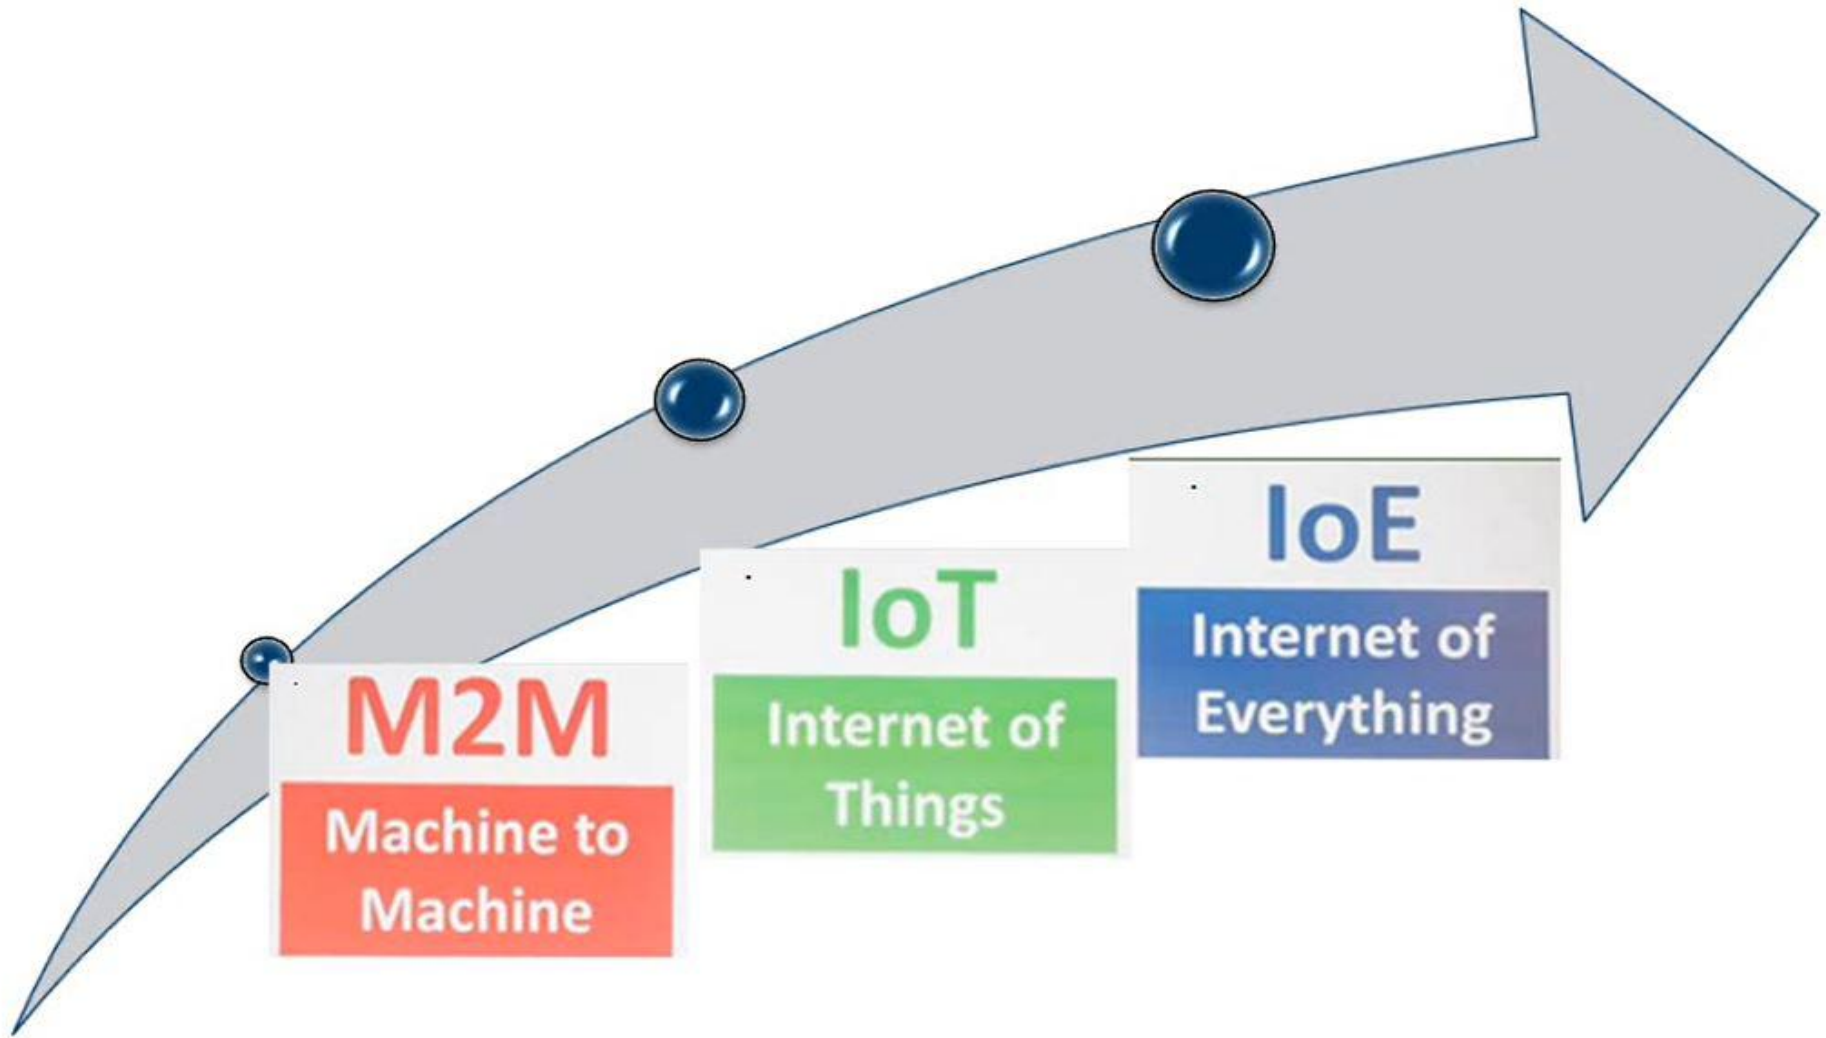 M2M
Machine to
Machine
IoT
Internet of
Things
IoE
Internet of
Everything